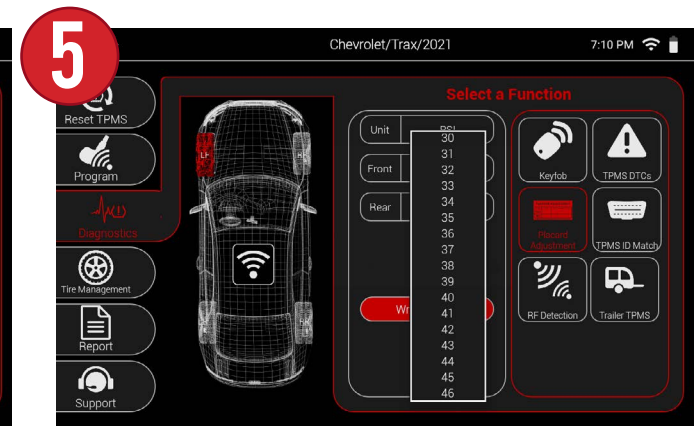 5
Chevrolet/Trax/2021
7:10 PM
Reset TPMS
Program
Diagnostics
Tire Management
Report
Support
LF
Select a Function
Unit
PSI
Front
Rear
30
31
32
33
34
35
36
37
38
39
40
41
42
43
44
45
46
Keyfob
TPMS DTCs
Placard
Adjustment
TPMS ID Match
RF Detection
Trailer TPMS